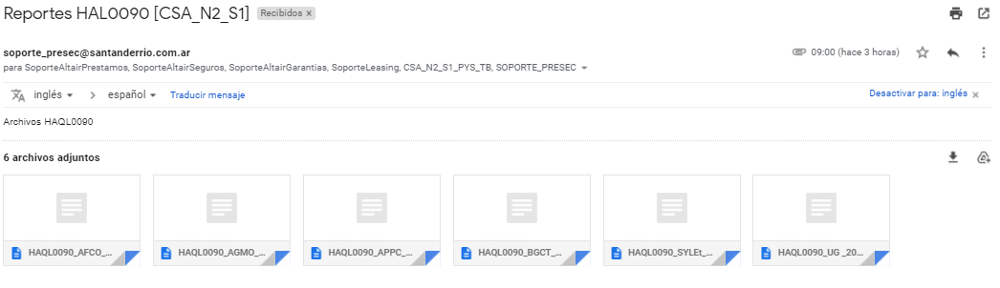 Reportes HAL0090 [CSA_N2_S1] Recibidos x
soporte_presec@santanderrio.com.ar 09:00 (hace 3 horas)
para SoporteAltairPrestamos, SoporteAltairSeguros, SoporteAltairGarantias, SoporteLeasing, CSA_N2_S1_PYS_TB, SOPORTE_PRESEC
inglés > español Traducir mensaje Desactivar para: inglés x
Archivos HAQL0090
6 archivos adjuntos
HAQL0090_AFCO_... HAQL0090_AGMO_... HAQL0090_APPC_... HAQL0090_BGCT_... HAQL0090_SYLEt_... HAQL0090_UG _20...